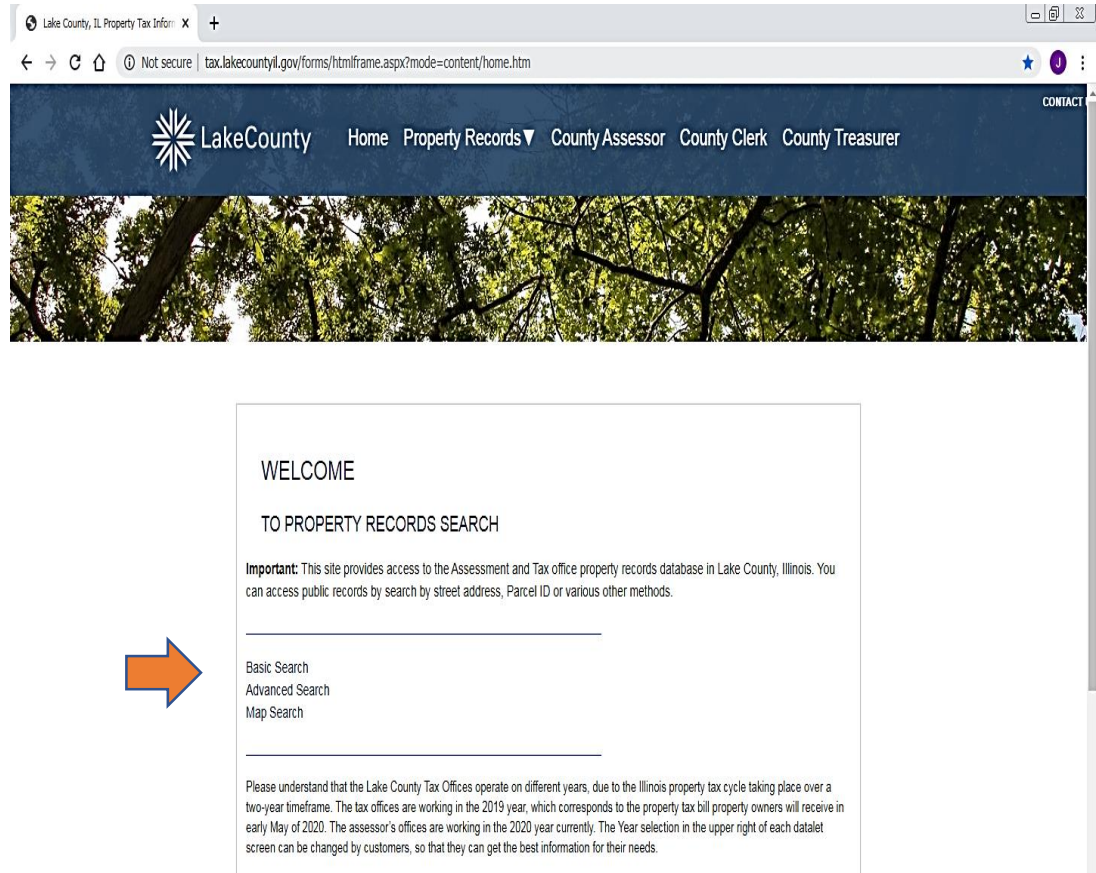 Lake County, IL Property Tax Inform
Not secure | tax.lakecountyil.gov/forms/htmlframe.aspx?mode=content/home.htm
J
CONTACT
LakeCounty Home Property Records▼ County Assessor County Clerk County Treasurer
WELCOME
TO PROPERTY RECORDS SEARCH
Important: This site provides access to the Assessment and Tax office property records database in Lake County, Illinois. You
can access public records by search by street address, Parcel ID or various other methods.
Basic Search
Advanced Search
Map Search
Please understand that the Lake County Tax Offices operate on different years, due to the Illinois property tax cycle taking place over a
two-year timeframe. The tax offices are working in the 2019 year, which corresponds to the property tax bill property owners will receive in
early May of 2020. The assessor's offices are working in the 2020 year currently. The Year selection in the upper right of each datalet
screen can be changed by customers, so that they can get the best information for their needs.